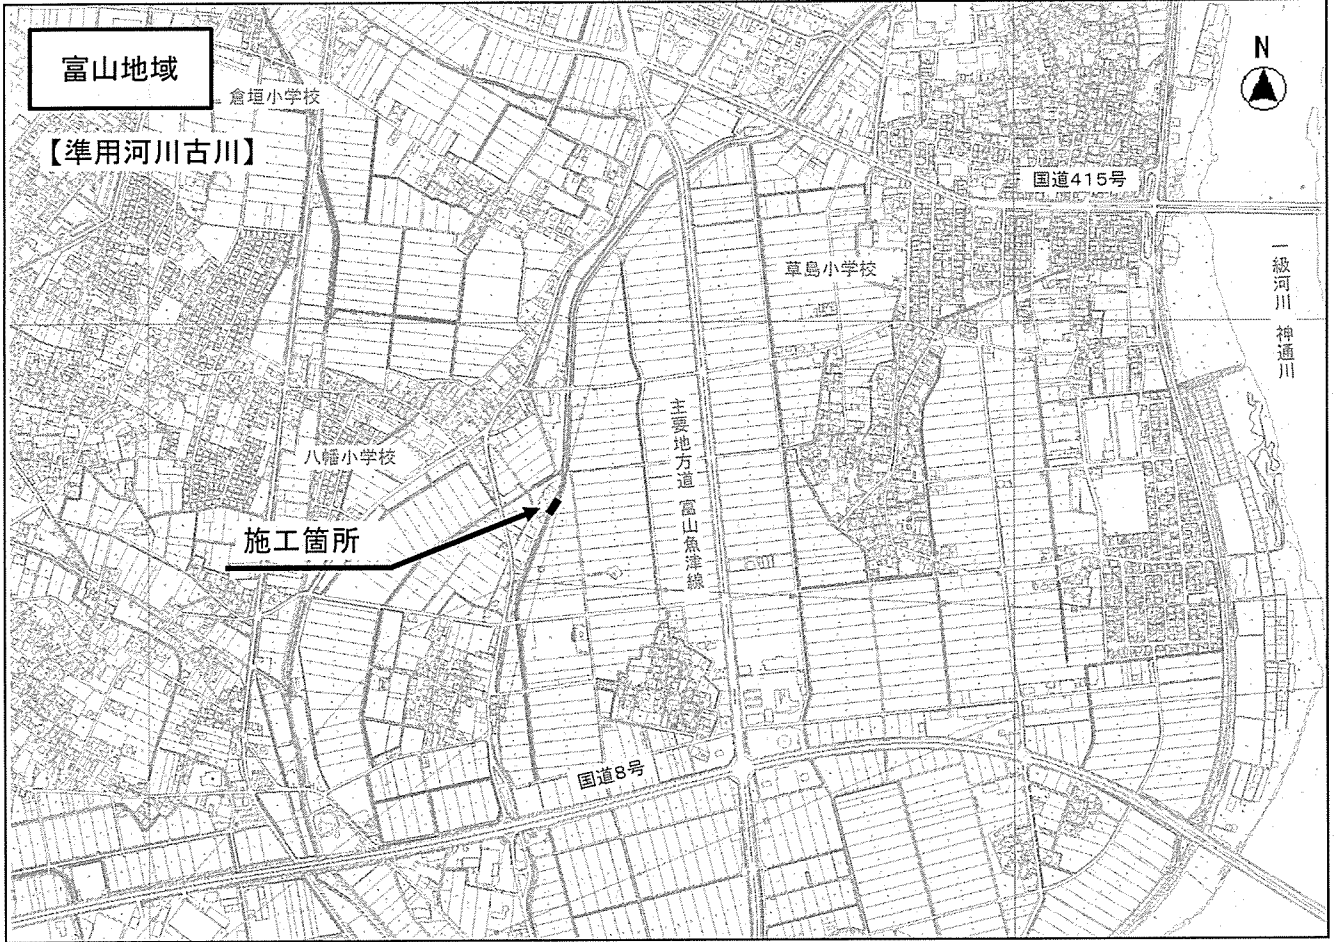 富山地域
倉垣小学校
【準用河川古川】
N
国道415号
草島小学校
一級河川 神通川
主要地方道 富山魚津線
八幡小学校
施工箇所
国道8号